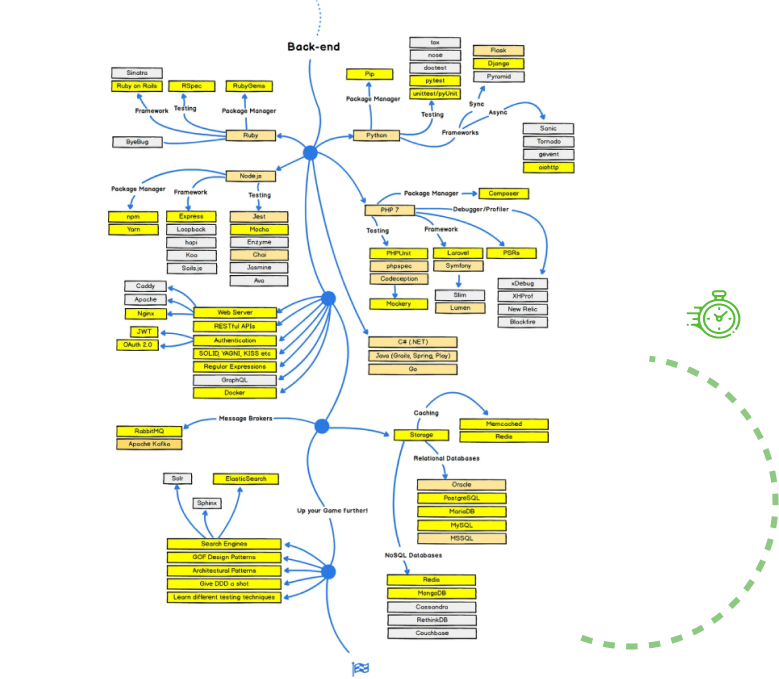 Back-end
Sinatra
Ruby on Rails
RSpec
RubyGems
Framework
Testing
Package Manager
Ruby
ByeBug
Pip
Package Manager
Python
tox
nose
doctest
pytest
unittest/pyUnit
Testing
Flask
Django
Pyramid
Sync
Async
Frameworks
Sanic
Tornado
gevent
aiohttp
Node.js
Package Manager
Framework
Testing
npm
Yarn
Express
Loopback
hapi
Koa
Sails.js
Jest
Mocha
Enzyme
Chai
Jasmine
Ava
PHP 7
Package Manager
Composer
Debugger/Profiler
Testing
Framework
PHPUnit
phpspec
Codeception
Mockery
Laravel
Symfony
Slim
Lumen
PSRs
xDebug
XHProf
New Relic
Blackfire
Caddy
Apache
Nginx
JWT
OAuth 2.0
Web Server
RESTful APIs
Authentication
SOLID, YAGNI, KISS etc
Regular Expressions
GraphQL
Docker
C# (.NET)
Java (Grails, Spring, Play)
Go
Message Brokers
RabbitMQ
Apache Kafka
Storage
Caching
Memcached
Redis
Relational Databases
Oracle
PostgreSQL
MariaDB
MySQL
MSSQL
NoSQL Databases
Redis
MongoDB
Cassandra
RethinkDB
Couchbase
Up your Game further!
Solr
Sphinx
ElasticSearch
Search Engines
GOF Design Patterns
Architectural Patterns
Give DDD a shot
Learn different testing techniques